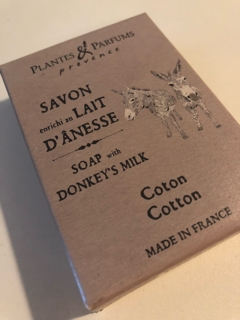 PLANTES & PARFUMS
provence
SAVON
enrichi au LAIT
D'ÂNESSE
SOAP with
DONKEY'S MILK
Coton
Cotton
MADE IN FRANCE